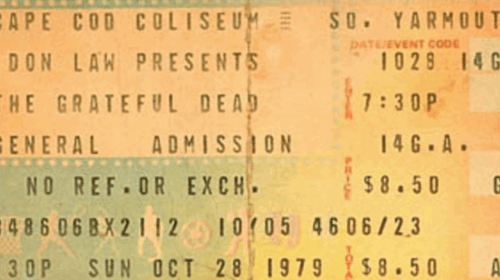 CAPE COD COLISEUM SO. YARMOUT
DATE/EVENT CODE
DON LAW PRESENTS 1028 14G
THE GRATEFUL DEAD 7:30P
GENERAL ADMISSION 14G.A.
PRICE
NO REF.OR EXCH. $8.50 G
348606BX2112 10/05 4606/23
:30P SUN OCT 28 1979 $8.50 A